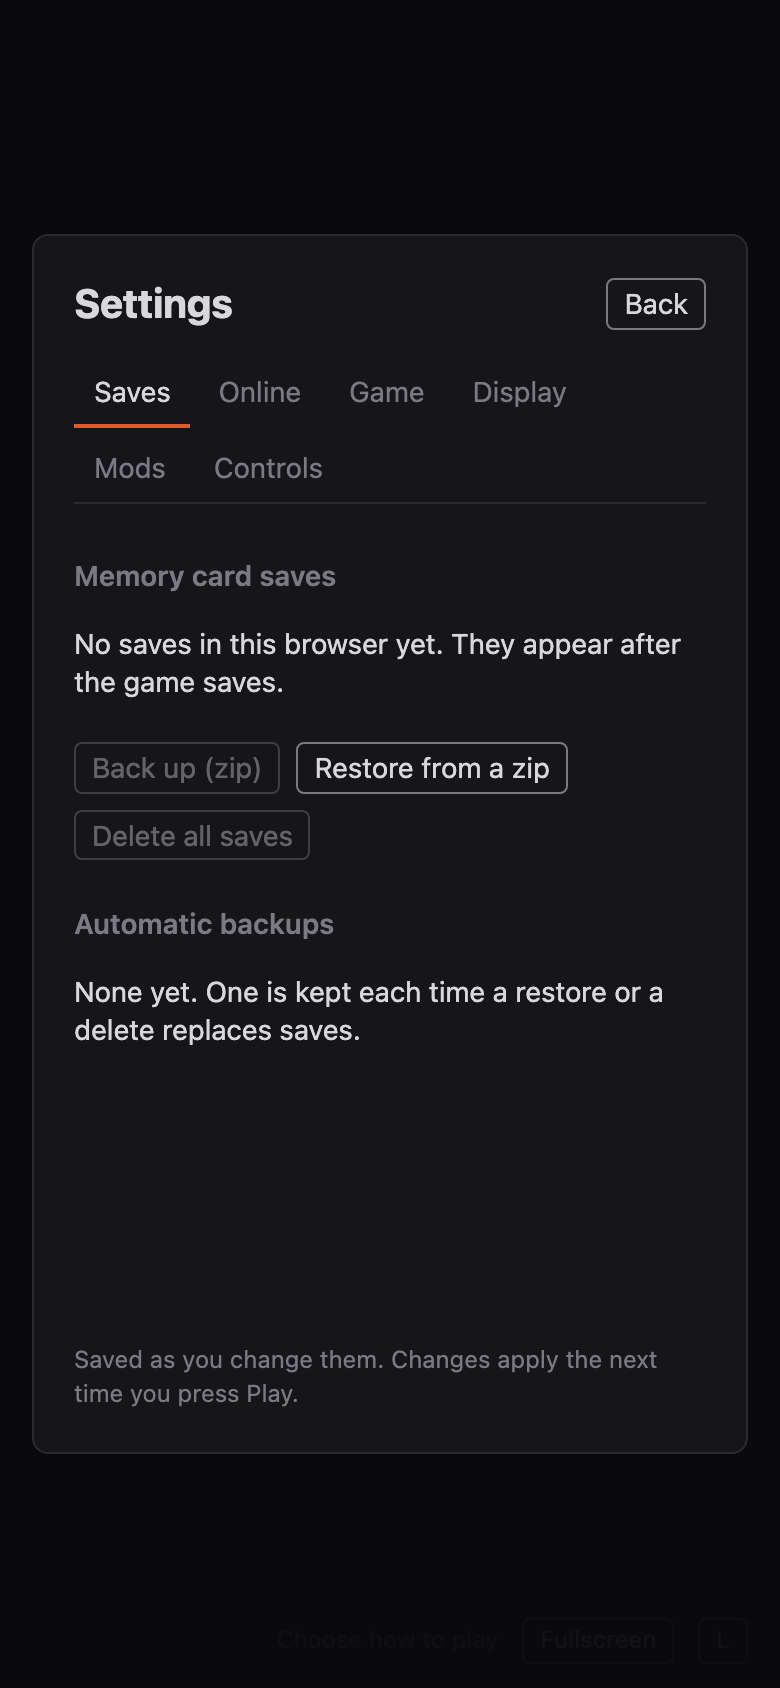 Settings
Back
Saves Online Game Display
Mods Controls
Memory card saves
No saves in this browser yet. They appear after
the game saves.
Back up (zip) Restore from a zip
Delete all saves
Automatic backups
None yet. One is kept each time a restore or a
delete replaces saves.
Saved as you change them. Changes apply the next
time you press Play.
Choose how to play Fullscreen L